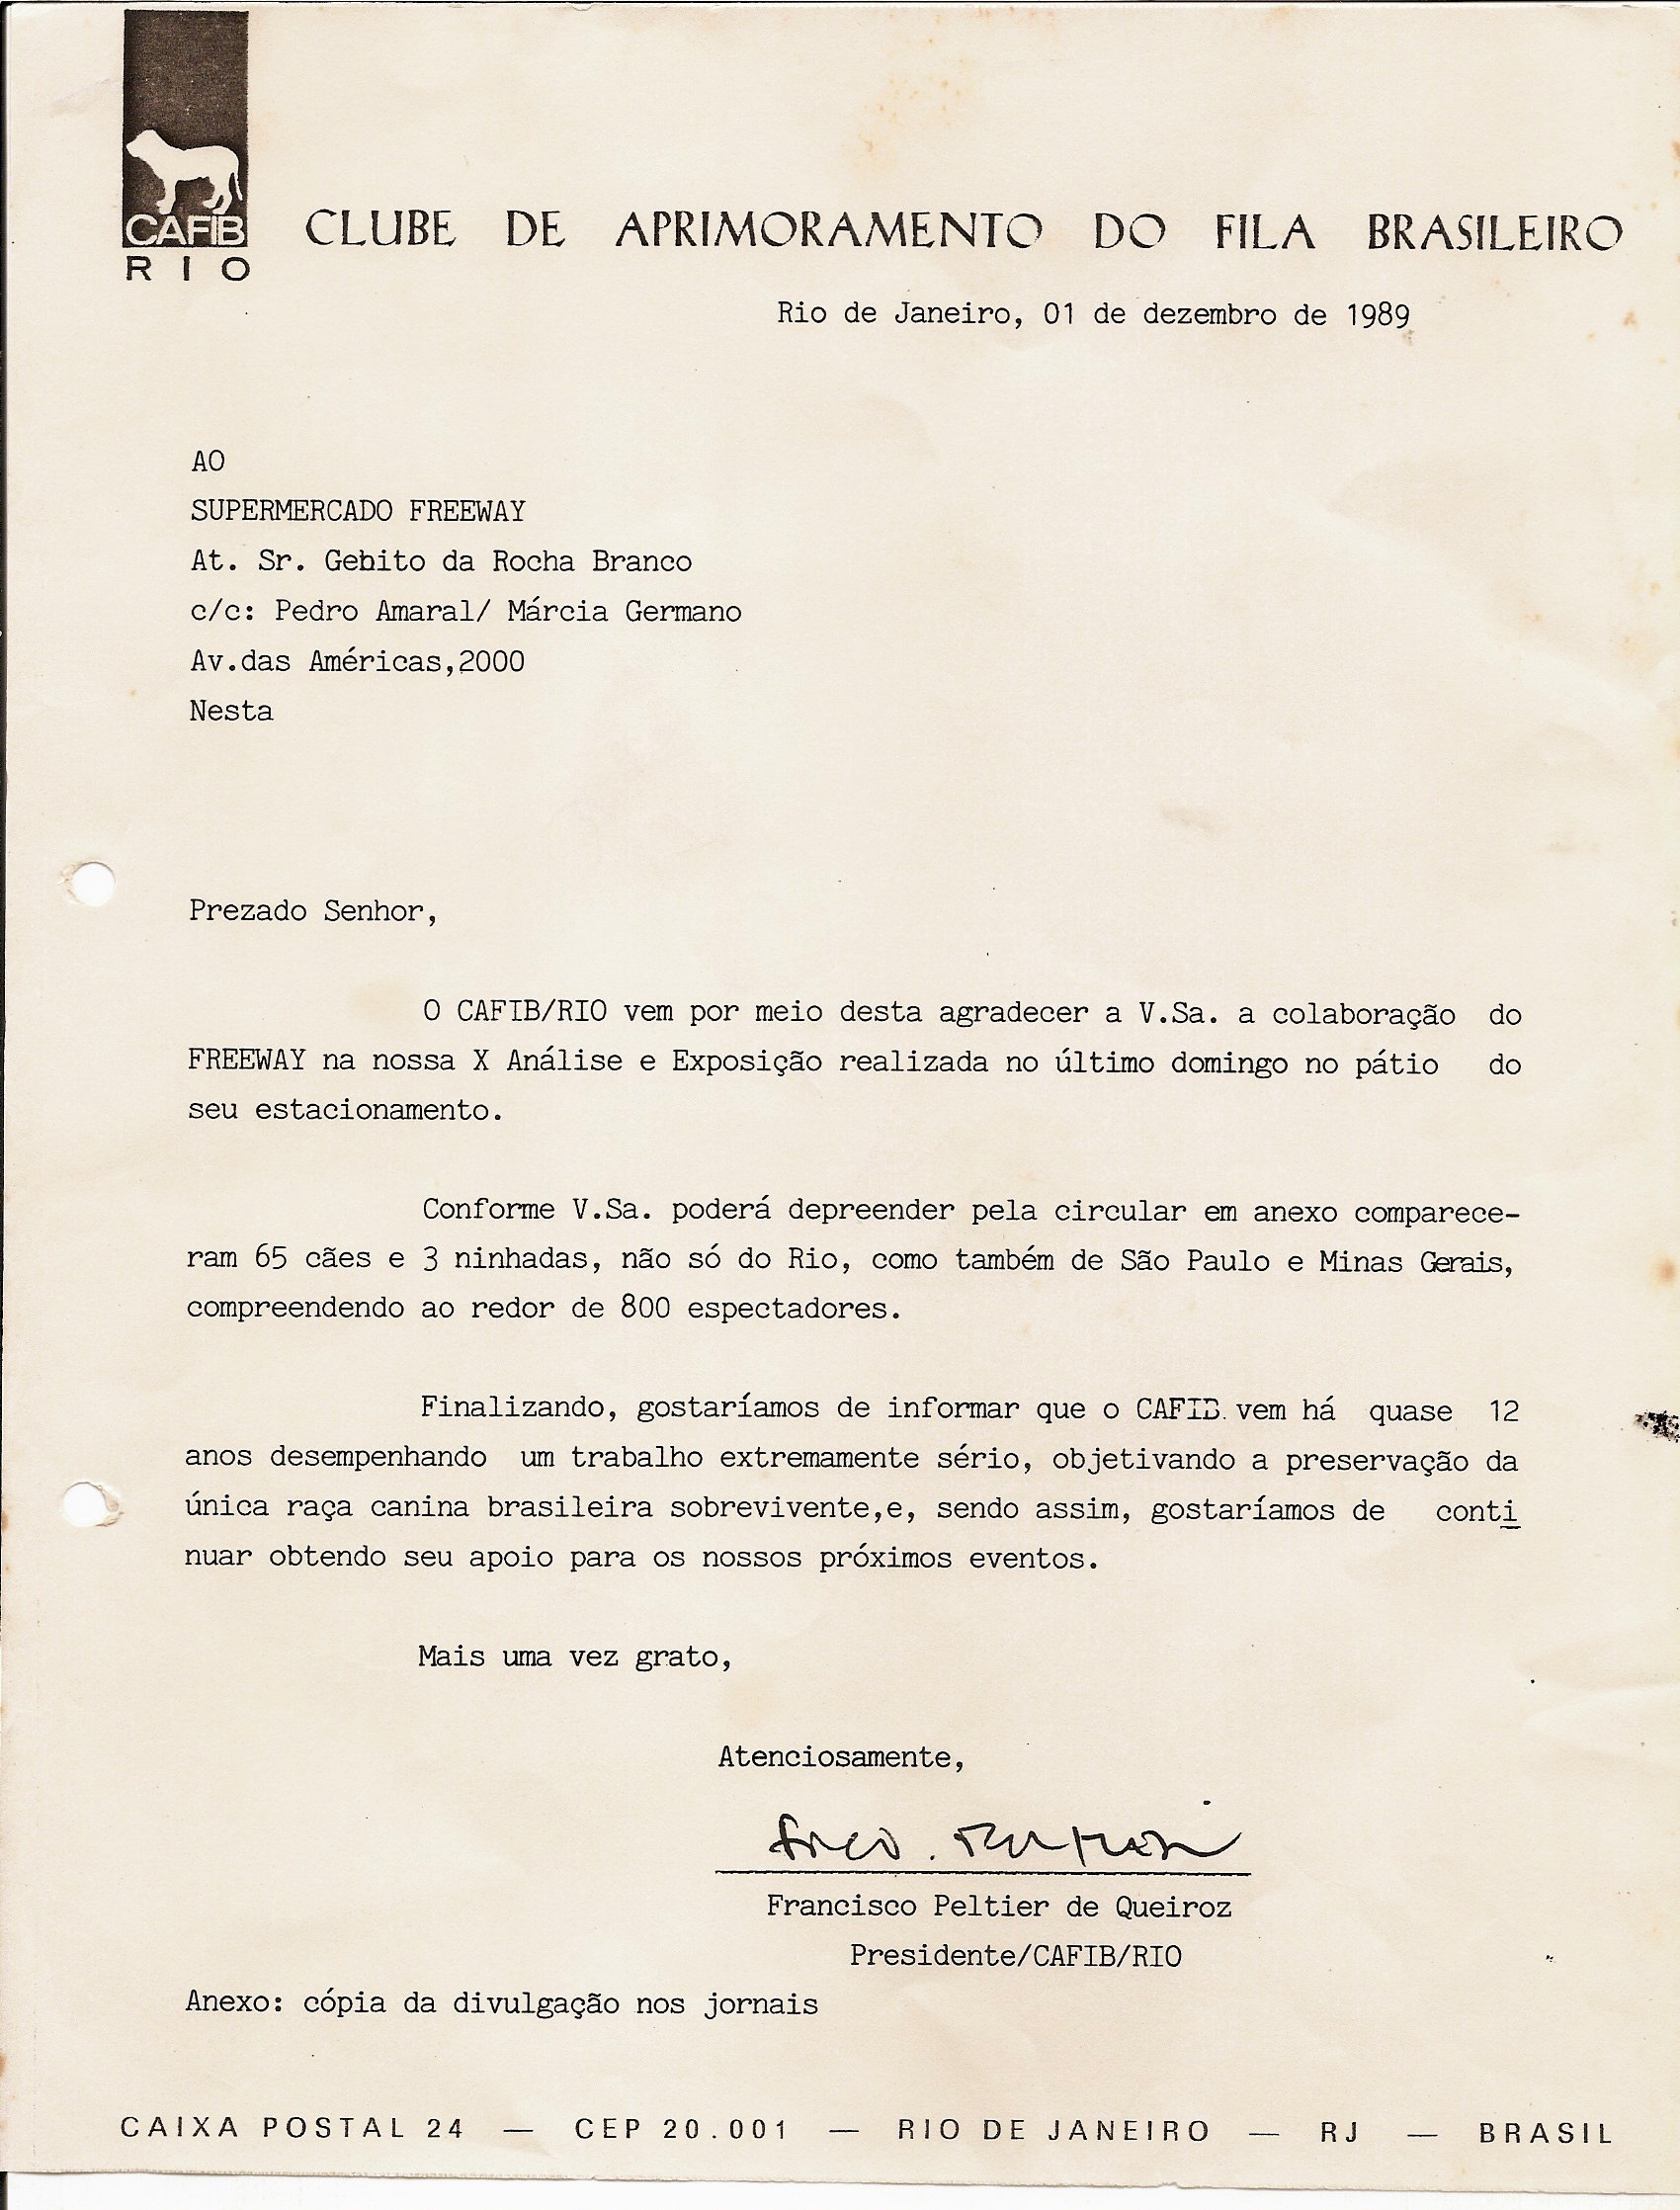 CAFIB
RIO
CLUBE DE APRIMORAMENTO DO FILA BRASILEIRO
Rio de Janeiro, 01 de dezembro de 1989
AO
SUPERMERCADO FREEWAY
At. Sr. Gebito da Rocha Branco
c/c: Pedro Amaral/ Márcia Germano
Av.das Américas,2000
Nesta
Prezado Senhor,
O CAFIB/RIO vem por meio desta agradecer a V.Sa. a colaboração do
FREEWAY na nossa X Análise e Exposição realizada no último domingo no pátio do
seu estacionamento.
Conforme V.Sa. poderá depreender pela circular em anexo comparece-
ram 65 cães e 3 ninhadas, não só do Rio, como também de São Paulo e Minas Gerais,
compreendendo ao redor de 800 espectadores.
Finalizando, gostaríamos de informar que o CAFIB vem há quase 12
anos desempenhando um trabalho extremamente sério, objetivando a preservação da
única raça canina brasileira sobrevivente,e, sendo assim, gostaríamos de conti
nuar obtendo seu apoio para os nossos próximos eventos.
Mais uma vez grato,
Atenciosamente,
Francisco Peltier de Queiroz
Presidente/CAFIB/RIO
Anexo: cópia da divulgação nos jornais
CAIXA POSTAL 24 — CEP 20.001 — RIO DE JANEIRO — RJ — BRASIL